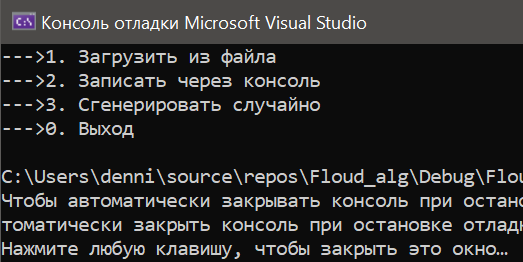 Консоль отладки Microsoft Visual Studio
--->1. Загрузить из файла
--->2. Записать через консоль
--->3. Сгенерировать случайно
--->0. Выход
C:\Users\denni\source\repos\Floud_alg\Debug\Flou
Чтобы автоматически закрывать консоль при остано
томатически закрыть консоль при остановке отладк
Нажмите любую клавишу, чтобы закрыть это окно…